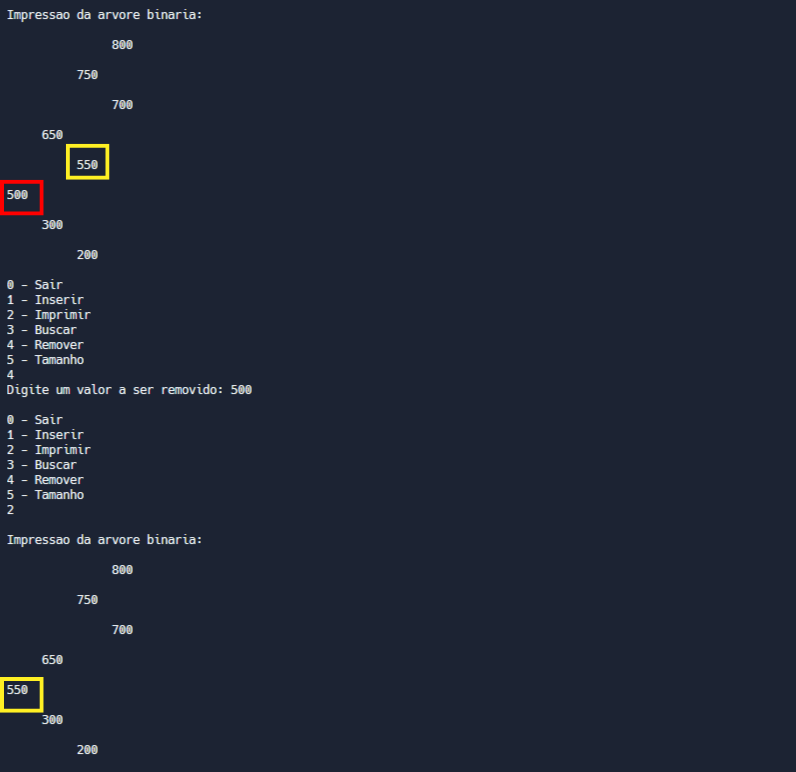 Impressao da arvore binaria:
800
750
700
650
550
500
300
200
0 - Sair
1 - Inserir
2 - Imprimir
3 - Buscar
4 - Remover
5 - Tamanho
4
Digite um valor a ser removido: 500
0 - Sair
1 - Inserir
2 - Imprimir
3 - Buscar
4 - Remover
5 - Tamanho
2
Impressao da arvore binaria:
800
750
700
650
550
300
200